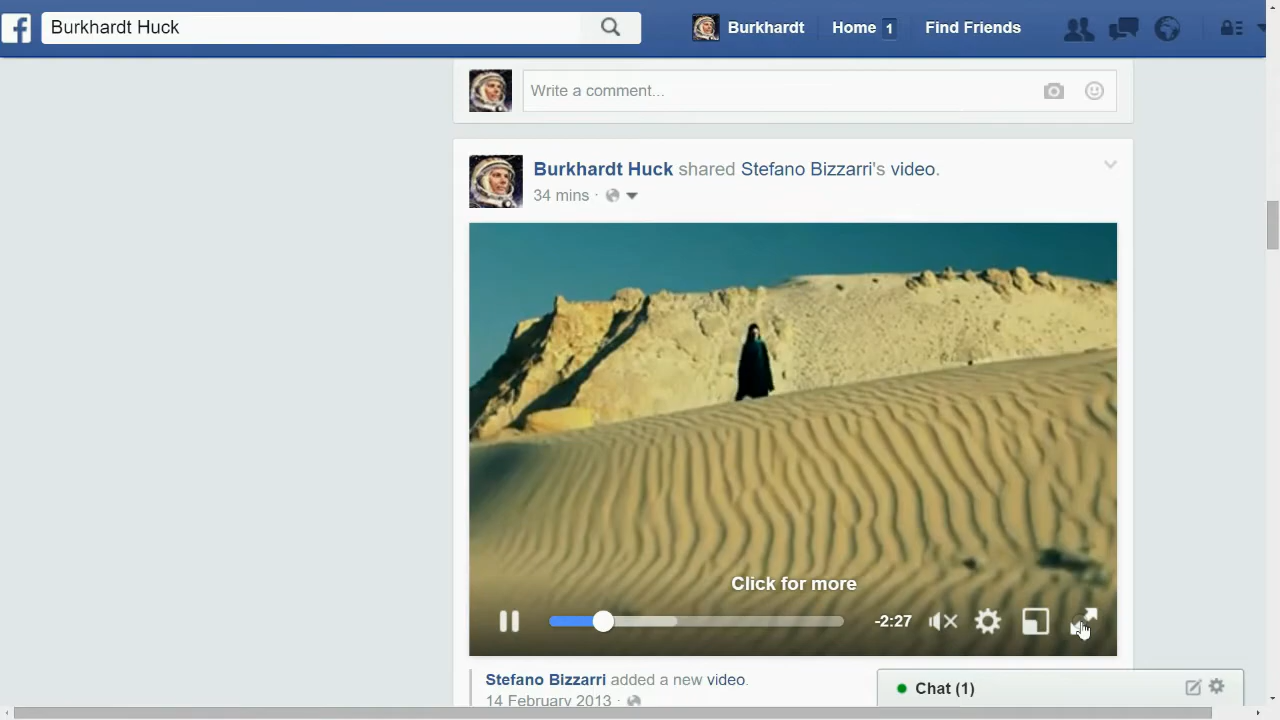 f Burkhardt Huck Burkhardt Home 1 Find Friends
Write a comment...
Burkhardt Huck shared Stefano Bizzarri's video.
34 mins ·
Click for more
-2:27
Stefano Bizzarri added a new video.
14 February 2013 ·
Chat (1)